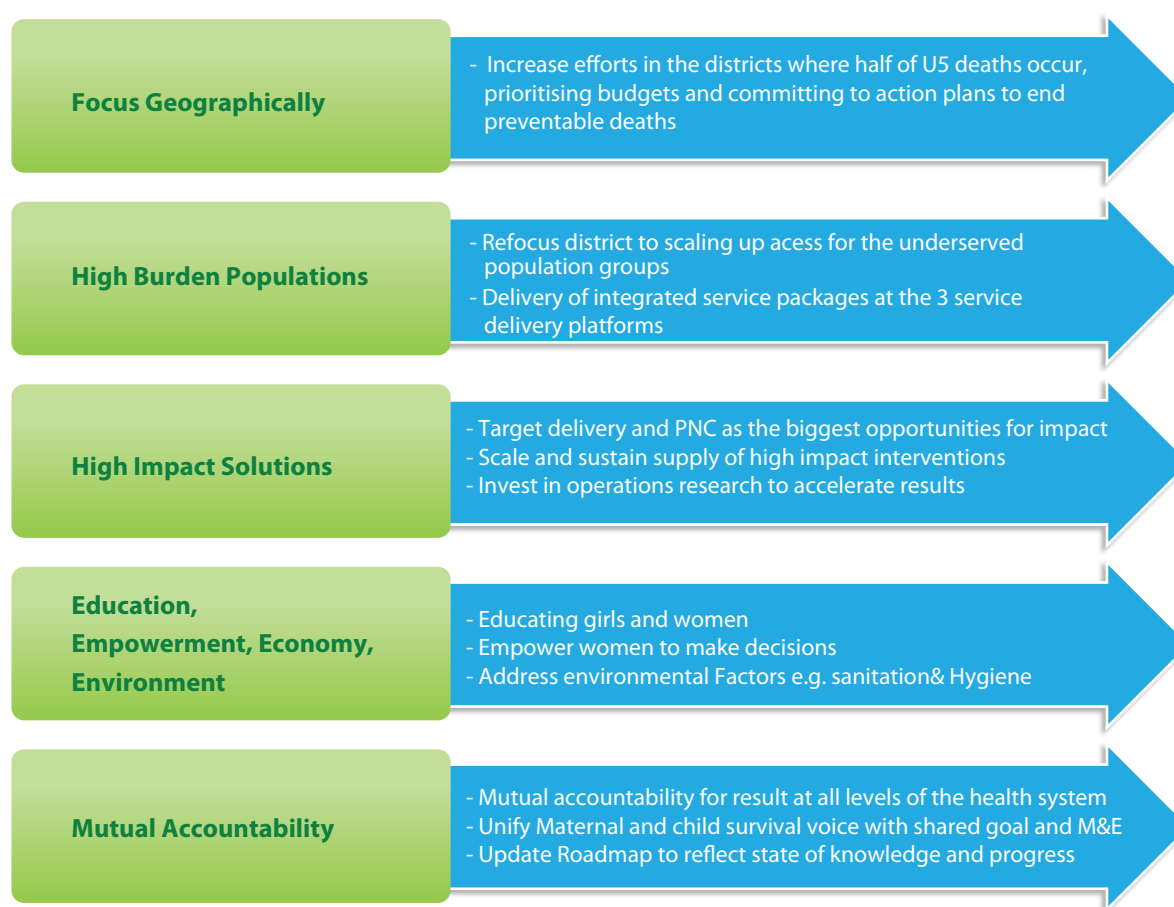 Focus Geographically
- Increase efforts in the districts where half of U5 deaths occur,
prioritising budgets and committing to action plans to end
preventable deaths
High Burden Populations
- Refocus district to scaling up acess for the underserved
population groups
- Delivery of integrated service packages at the 3 service
delivery platforms
High Impact Solutions
- Target delivery and PNC as the biggest opportunities for impact
- Scale and sustain supply of high impact interventions
- Invest in operations research to accelerate results
Education,
Empowerment, Economy,
Environment
- Educating girls and women
- Empower women to make decisions
- Address environmental Factors e.g. sanitation& Hygiene
Mutual Accountability
- Mutual accountability for result at all levels of the health system
- Unify Maternal and child survival voice with shared goal and M&E
- Update Roadmap to reflect state of knowledge and progress